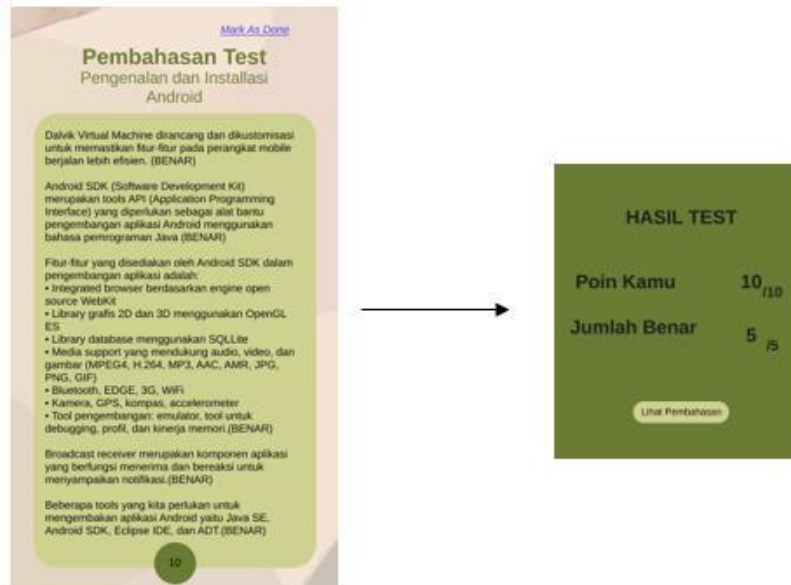 Mark As Done
Pembahasan Test
Pengenalan dan Installasi
Android
Dalvik Virtual Machine dirancang dan dikustomisasi
untuk memastikan fitur-fitur pada perangkat mobile
berjalan lebih efisien. (BENAR)
Android SDK (Software Development Kit)
merupakan tools API (Application Programming
Interface) yang diperlukan sebagai alat bantu
pengembangan aplikasi Android menggunakan
bahasa pemrograman Java (BENAR)
Fitur-fitur yang disediakan oleh Android SDK dalam
pengembangan aplikasi adalah:
• Integrated browser berdasarkan engine open
source WebKit
• Library grafis 2D dan 3D menggunakan OpenGL
ES
• Library database menggunakan SQLLite
• Media support yang mendukung audio, video, dan
gambar (MPEG4, H.264, MP3, AAC, AMR, JPG,
PNG, GIF)
• Bluetooth, EDGE, 3G, WiFi
• Kamera, GPS, kompas, accelerometer
• Tool pengembangan: emulator, tool untuk
debugging, profil, dan kinerja memori.(BENAR)
Broadcast receiver merupakan komponen aplikasi
yang berfungsi menerima dan bereaksi untuk
menyampaikan notifikasi.(BENAR)
Beberapa tools yang kita perlukan untuk
mengembakan aplikasi Android yaitu Java SE,
Android SDK, Eclipse IDE, dan ADT.(BENAR)
10
HASIL TEST
Poin Kamu 10/10
Jumlah Benar 5 /5
Lihat Pembahasan